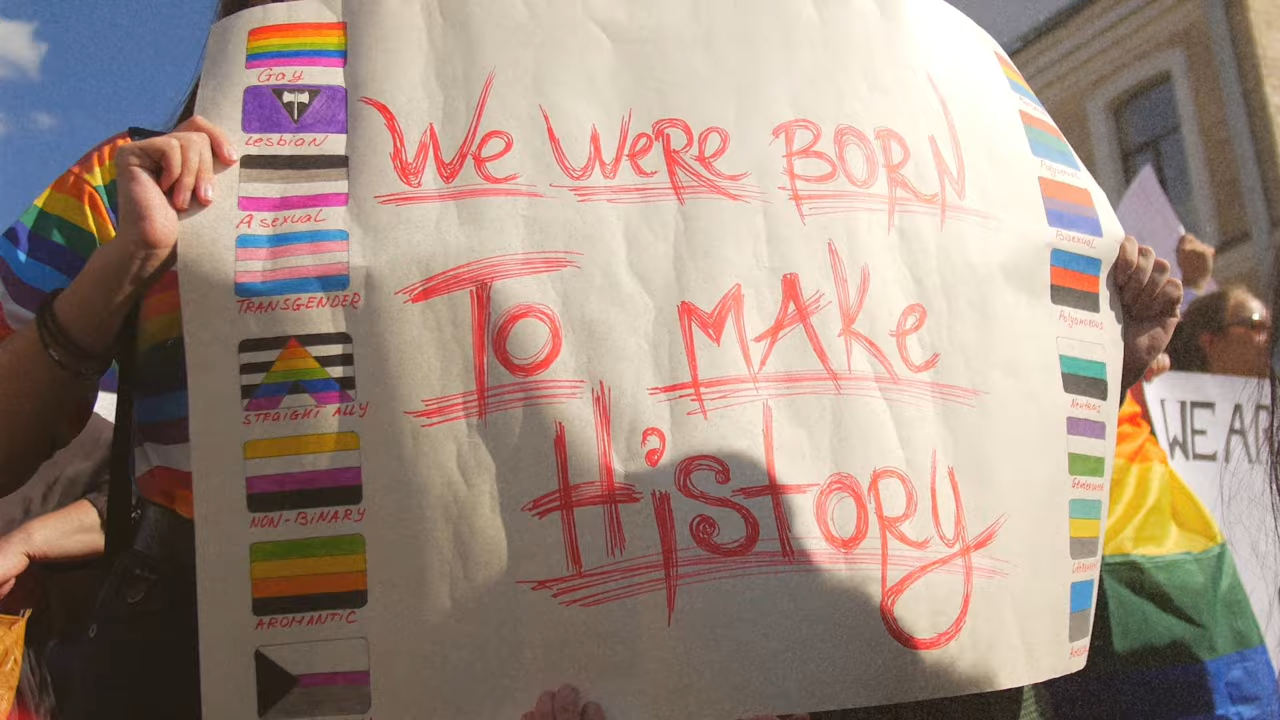 Gay
Lesbian
Asexual
TRANSGENDER
STRAIGHT ALLY
NON-BiNARY
AROMANTiC
We WeRe BORN
To MAKe
HiSTORy
Bisexual
Polyamorous
Neutrois
WE AR